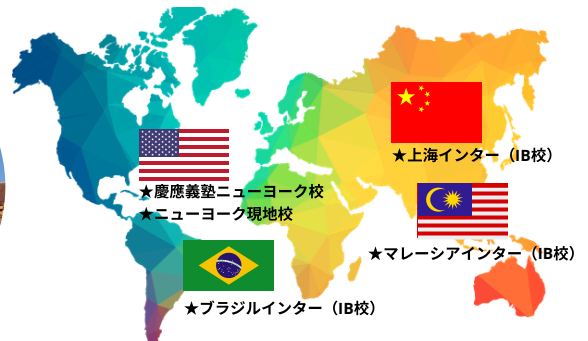 ★上海インター（IB校）
★慶應義塾ニューヨーク校
★ニューヨーク現地校
★マレーシアインター（IB校）
★ブラジルインター（IB校）